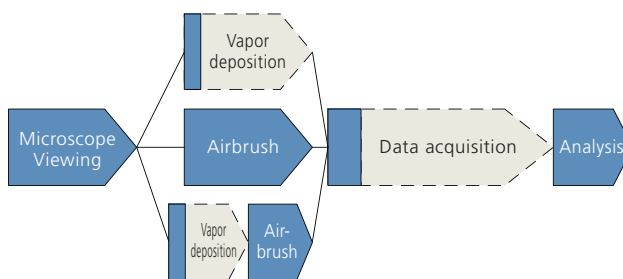 Vapor
deposition
Microscope
Viewing
Airbrush
Data acquisition
Analysis
Vapor
deposition
Air-
brush